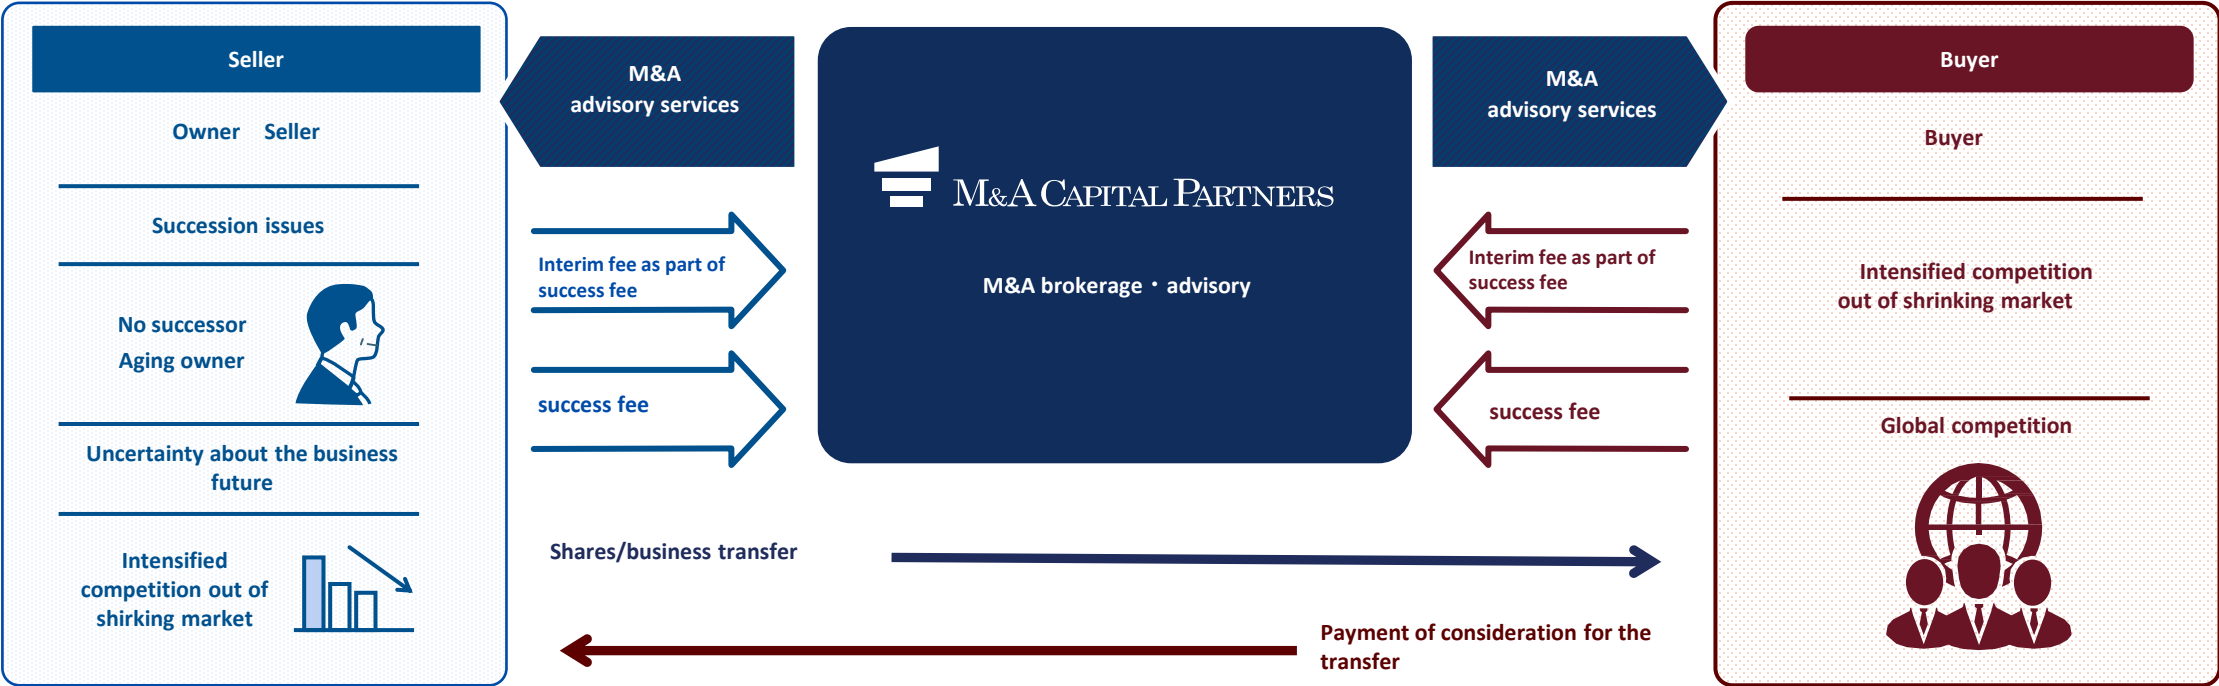 Seller
Owner Seller
Succession issues
No successor
Aging owner
Uncertainty about the business
future
Intensified
competition out of
shirking market
M&A
advisory services
Interim fee as part of
success fee
success fee
M&A CAPITAL PARTNERS
M&A brokerage・advisory
M&A
advisory services
Interim fee as part of
success fee
success fee
Shares/business transfer
Payment of consideration for the
transfer
Buyer
Buyer
Intensified competition
out of shrinking market
Global competition